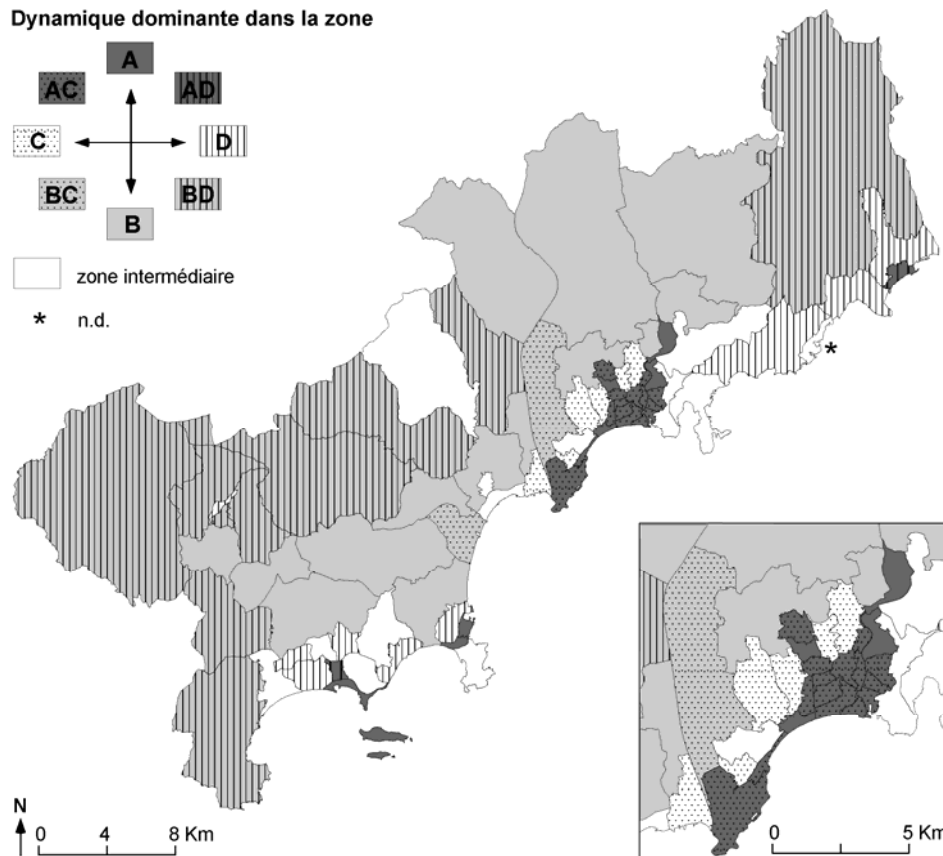 Dynamique dominante dans la zone
A
AC AD
C D
BC BD
B
zone intermédiaire
* n.d.
*
N
0 4 8 Km
0 5 Km